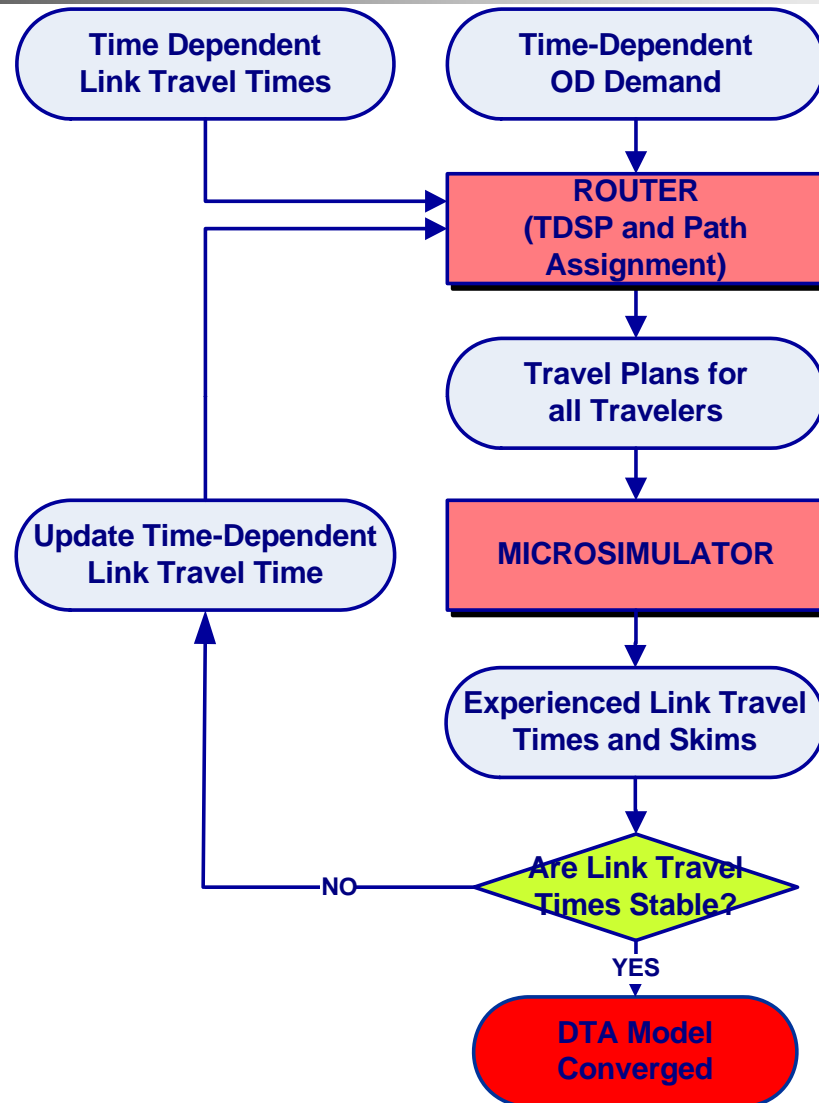 Time Dependent
Link Travel Times
Time-Dependent
OD Demand
ROUTER
(TDSP and Path
Assignment)
Travel Plans for
all Travelers
Update Time-Dependent
Link Travel Time
MICROSIMULATOR
Experienced Link Travel
Times and Skims
Are Link Travel
Times Stable?
NO
YES
DTA Model
Converged